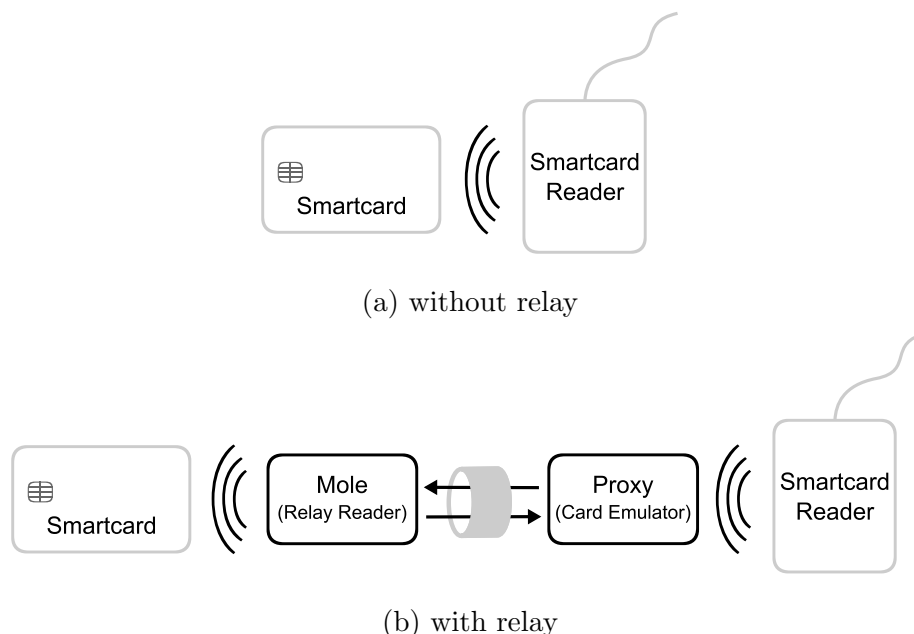 Smartcard
Smartcard
Reader
(a) without relay
Smartcard
Mole
(Relay Reader)
Proxy
(Card Emulator)
Smartcard
Reader
(b) with relay